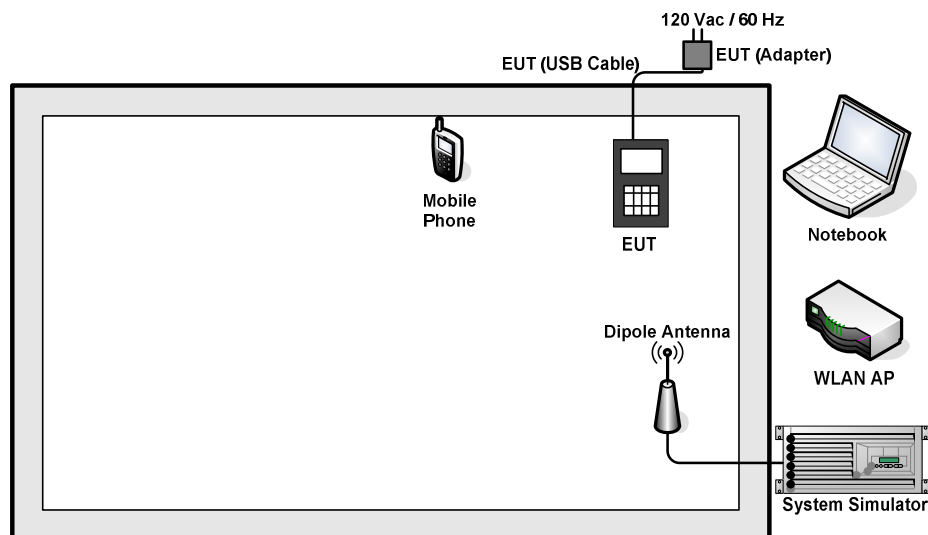 120 Vac / 60 Hz
EUT (USB Cable)
EUT (Adapter)
Mobile
Phone
EUT
Notebook
Dipole Antenna
WLAN AP
System Simulator